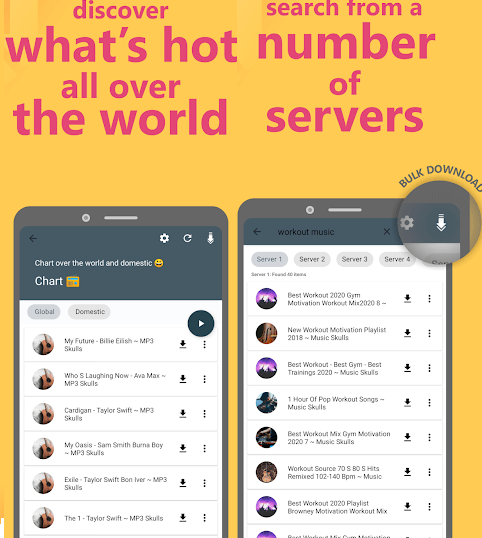 discover
what's hot
all over
the world
Chart over the world and domestic 😀
Chart 📻
Global
Domestic
My Future - Billie Eilish ~ MP3
Skulls
Who S Laughing Now - Ava Max ~ MP3
Skulls
Cardigan - Taylor Swift ~ MP3
Skulls
My Oasis - Sam Smith Burna Boy
~ MP3 Skulls
Exile - Taylor Swift Bon Iver ~ MP3
Skulls
The 1 - Taylor Swift ~ MP3 Skulls
search from a
number
of
servers
BULK DOWNLOAD
workout music
Server 1
Server 2
Server 3
Server 4
Serv
Server 1: Found 40 items
Best Workout 2020 Gym
Motivation Workout Mix2020 8 ~
New Workout Motivation Playlist
2018 ~ Music Skulls
Best Workout - Best Gym - Best
Trainings 2020 ~ Music Skulls
1 Hour Of Pop Workout Songs ~
Music Skulls
Best Workout Mix Gym Motivation
2020 7 ~ Music Skulls
Workout Source 70 S 80 S Hits
Remixed 102-140 Bpm ~ Music
Best Workout 2020 Playlist
Browney Motivation Workout Mix
Best Workout Mix Gym Motivation